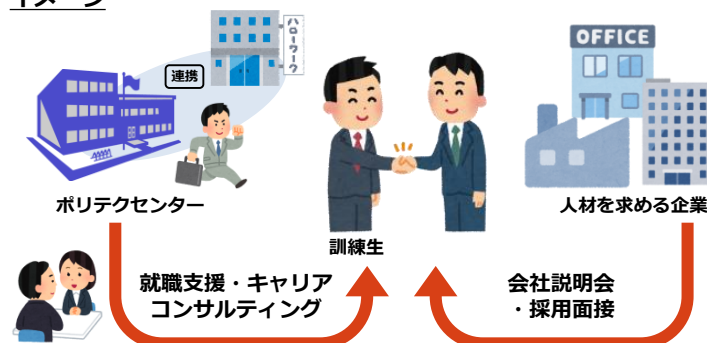 イメージ
ハローワーク
連携
OFFICE
ポリテクセンター
人材を求める企業
訓練生
就職支援・キャリア
コンサルティング
会社説明会
・採用面接